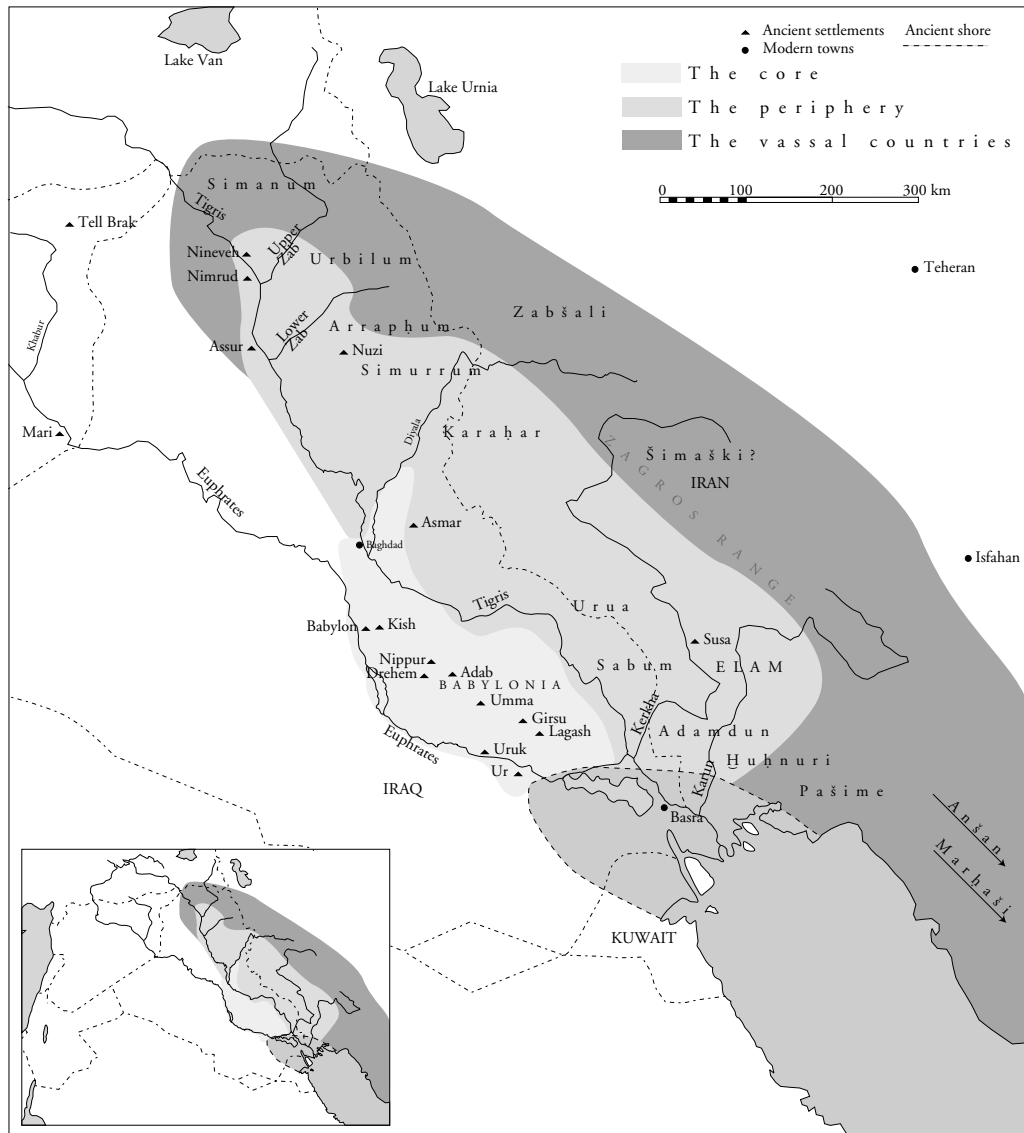 Ancient settlements
Ancient shore
Modern towns
The core
The periphery
The vassal countries
0 100 200 300 km
Lake Van
Lake Urnia
Simanum
Tigris
Tell Brak
Upper
Zab
Nineveh
Urbilum
Teheran
Nimrud
Zabšali
Khabur
Lower
Zab
Arrapḥum
Assur
Nuzi
Simurrum
Mari
Diyala
Karaḥar
Šimaški?
ZAGROS RANGE
IRAN
Euphrates
Asmar
Baghdad
Isfahan
Tigris
Urua
Babylon
Kish
Susa
Nippur
Sabum
ELAM
Drehem
Adab
BABYLONIA
Umma
Kerkha
Girsu
Lagash
Adamdun
Euphrates
Uruk
Ḫuḥnuri
Ur
Karun
IRAQ
Pašime
Basra
Anšan
Marhaši
KUWAIT